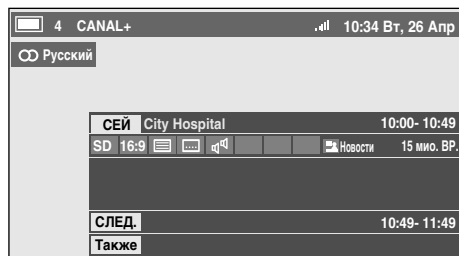 4 CANAL+ 10:34 Вт, 26 Апр
Русский
СЕЙ City Hospital 10:00- 10:49
SD 16:9 Новости 15 мио. ВР.
СЛЕД. 10:49- 11:49
Также